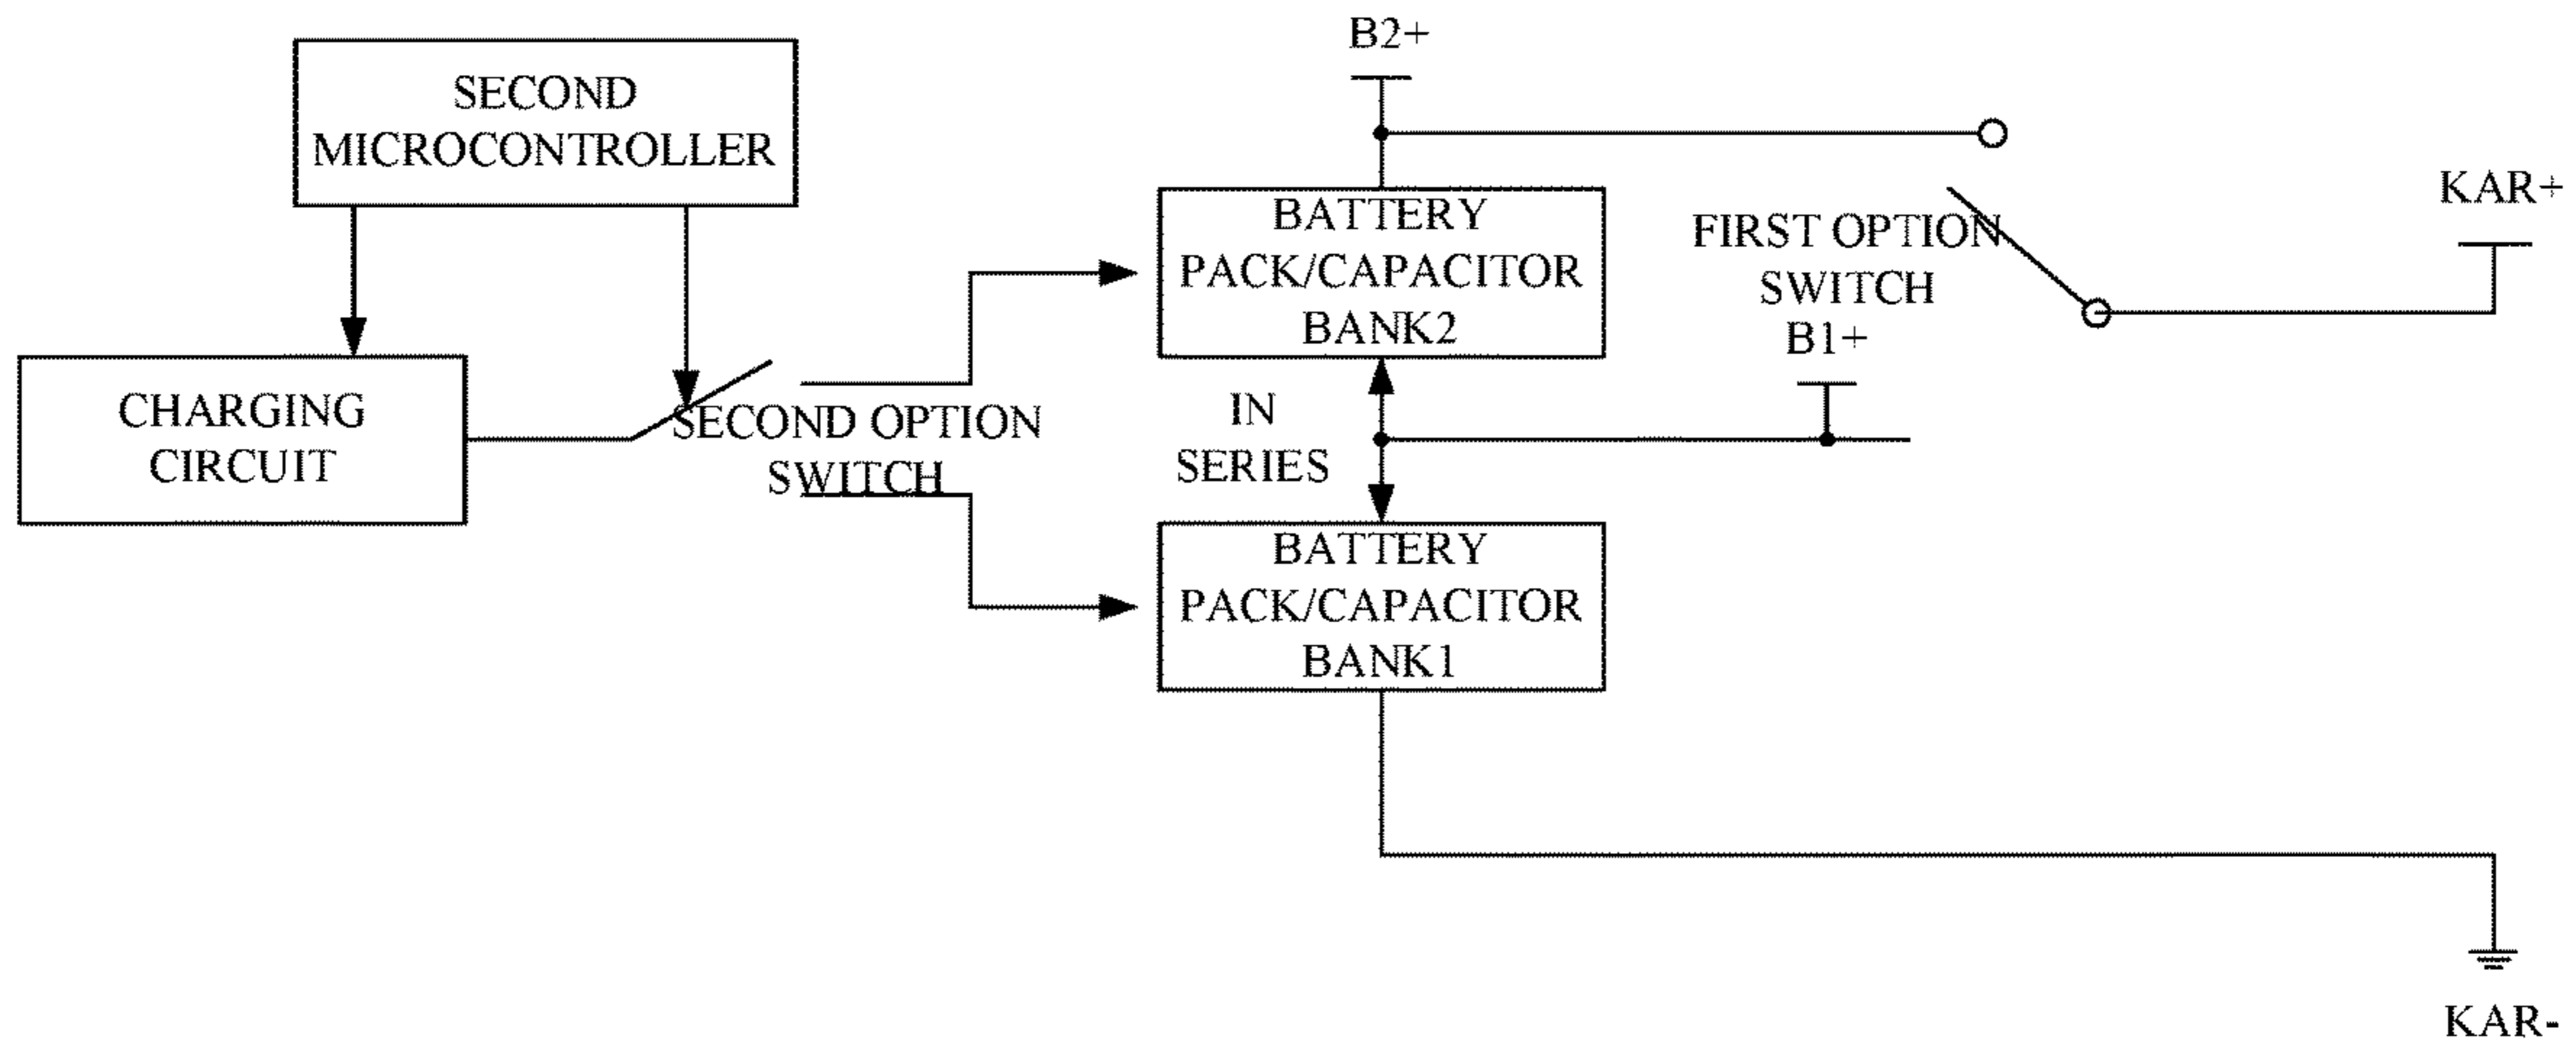 B2+
SECOND
MICROCONTROLLER
KAR+
BATTERY
PACK/CAPACITOR
BANK2
FIRST OPTION
SWITCH
B1+
CHARGING
CIRCUIT
SECOND OPTION
SWITCH
IN
SERIES
BATTERY
PACK/CAPACITOR
BANK1
KAR-